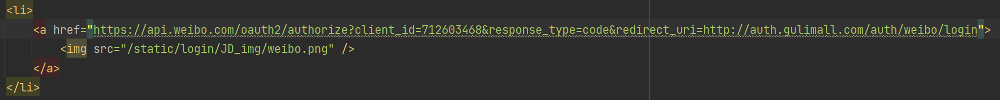 <li>
<a href="https://api.weibo.com/oauth2/authorize?client_id=712603468&response_type=code&redirect_uri=http://auth.gulimall.com/auth/weibo/login">
<img src="/static/login/JD_img/weibo.png" />
</a>
</li>